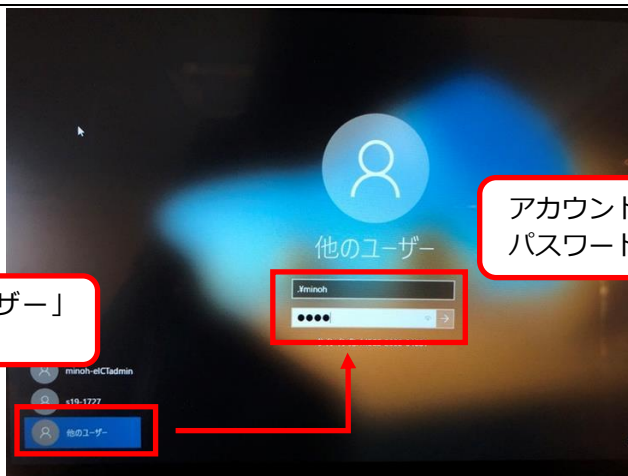 他のユーザー
アカウント
パスワード
.¥minoh
ザー」
minoh-eICTadmin
s19-1727
他のユーザー